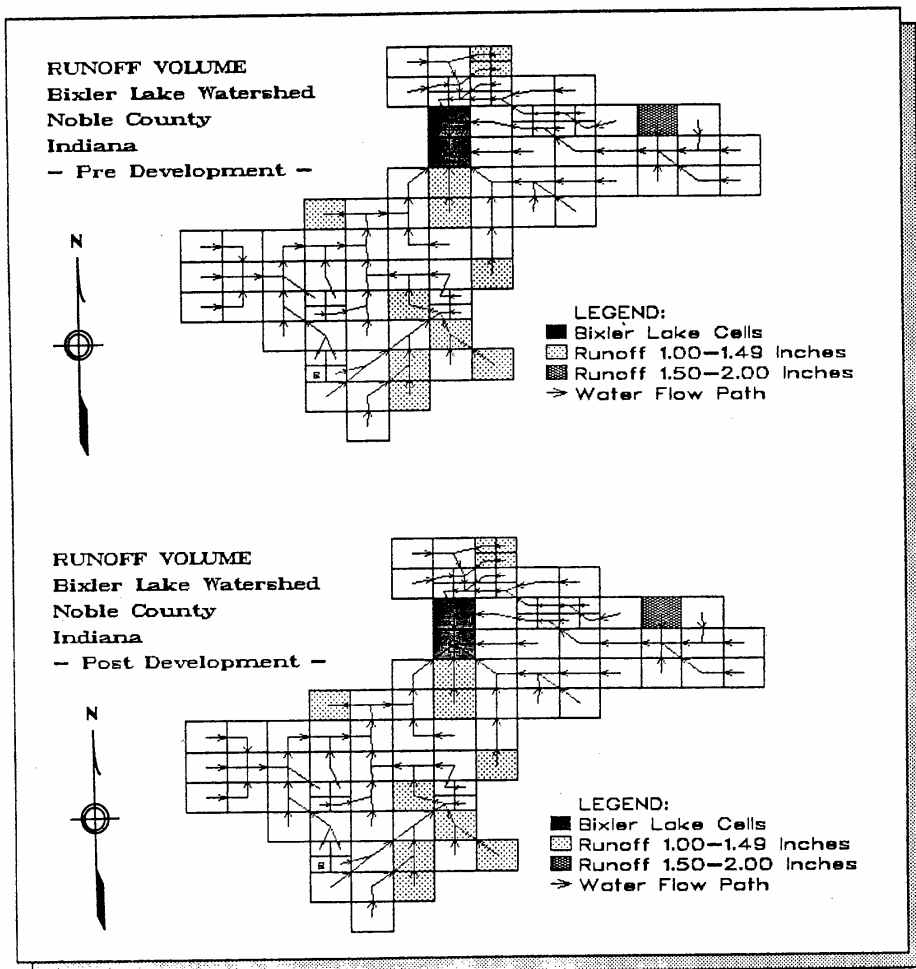 RUNOFF VOLUME
Bixler Lake Watershed
Noble County
Indiana
— Pre Development —
N
LEGEND:
Bixler Lake Cells
Runoff 1.00—1.49 Inches
Runoff 1.50—2.00 Inches
Water Flow Path
RUNOFF VOLUME
Bixler Lake Watershed
Noble County
Indiana
— Post Development —
N
LEGEND:
Bixler Lake Cells
Runoff 1.00—1.49 Inches
Runoff 1.50—2.00 Inches
Water Flow Path